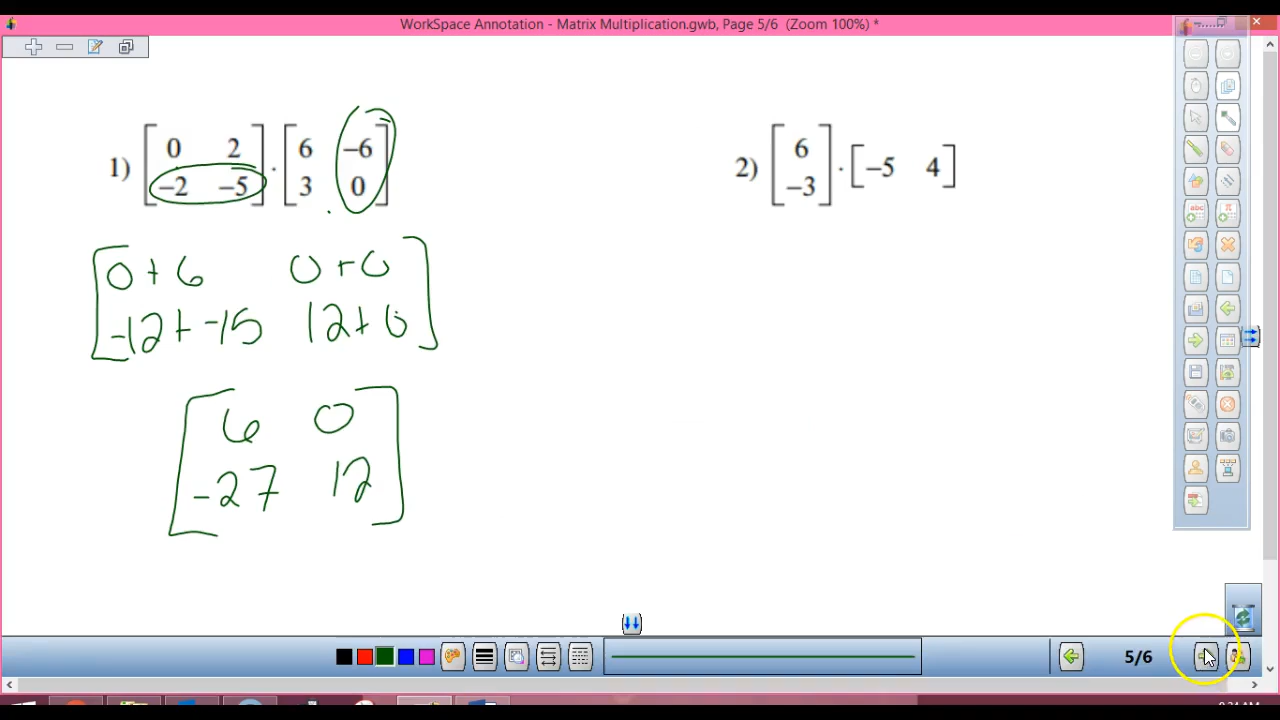 WorkSpace Annotation - Matrix Multiplication.gwb, Page 5/6 (Zoom 100%) *
1) [0 2 -2 -5] · [6 -6 3 0]
0+6 0+0
-12+-15 12+0
6 0
-27 12
2) [6 -3] · [-5 4]
abc
π
5/6